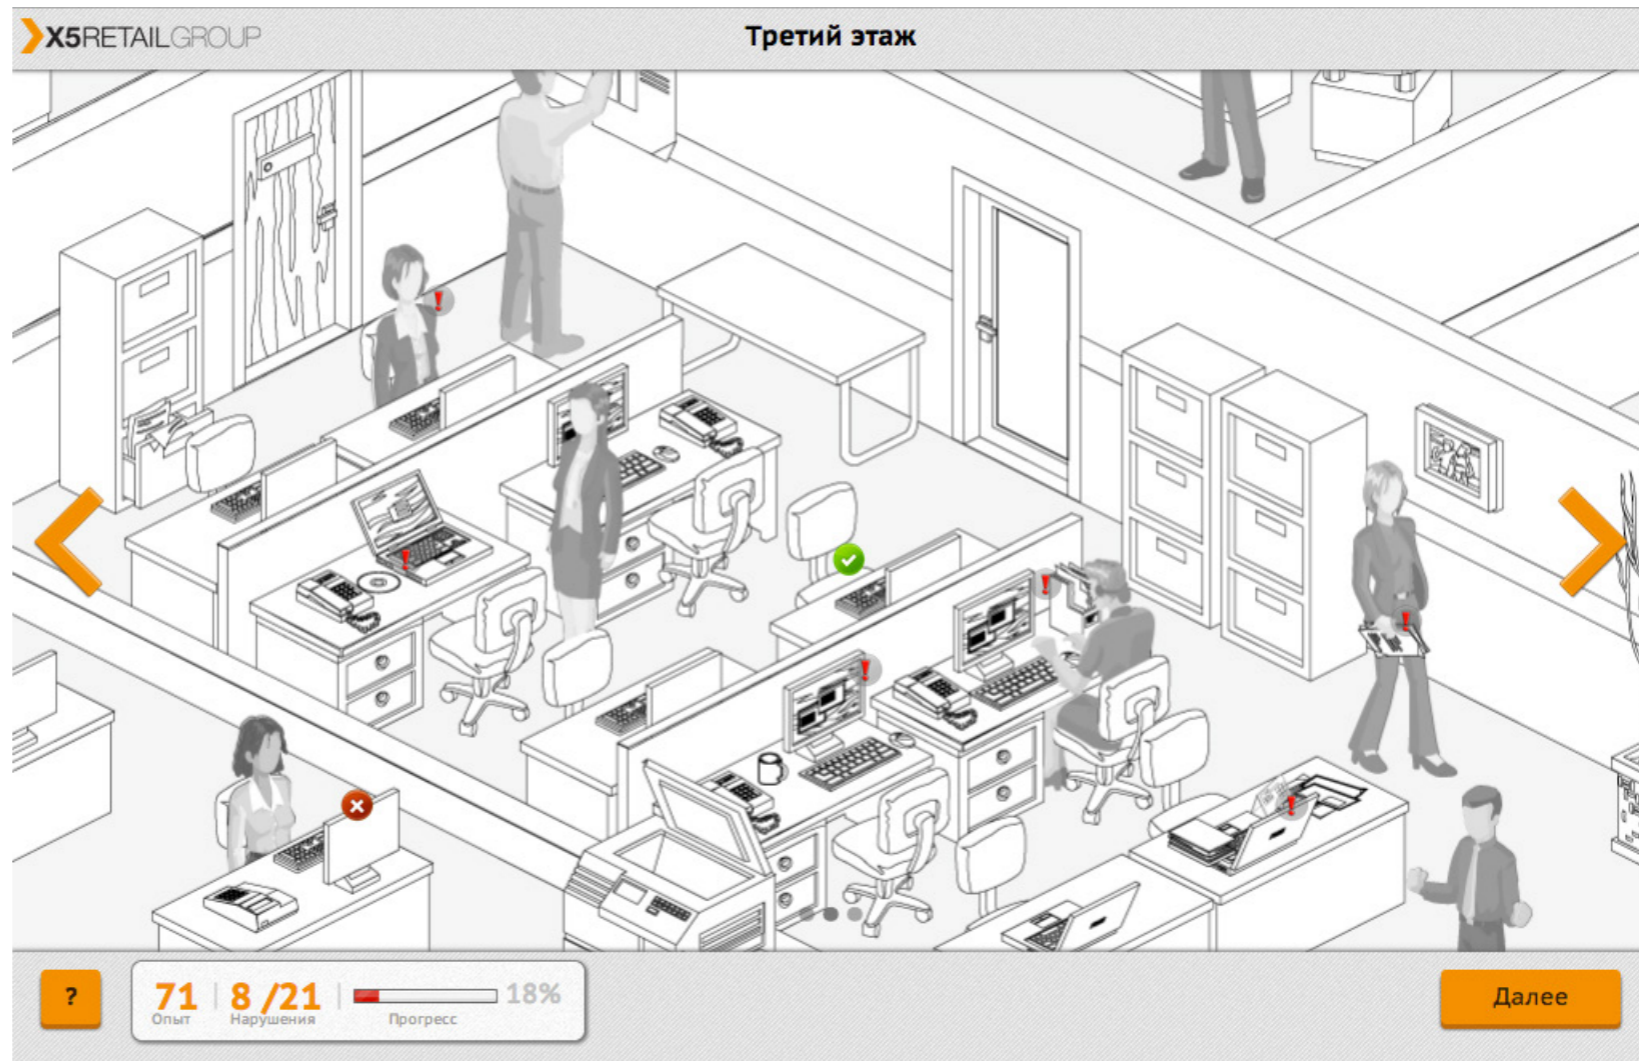 X5RETAILGROUP
Третий этаж
?
71
Опыт
8 /21
Нарушения
18%
Прогресс
Далее